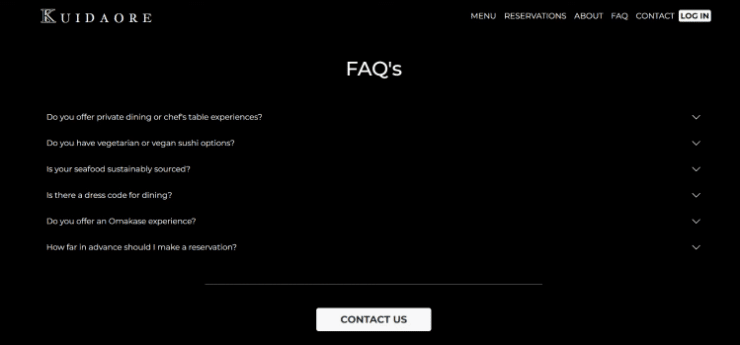 KUIDAORE
MENU RESERVATIONS ABOUT FAQ CONTACT LOG IN
FAQ's
Do you offer private dining or chef's table experiences?
Do you have vegetarian or vegan sushi options?
Is your seafood sustainably sourced?
Is there a dress code for dining?
Do you offer an Omakase experience?
How far in advance should I make a reservation?
CONTACT US